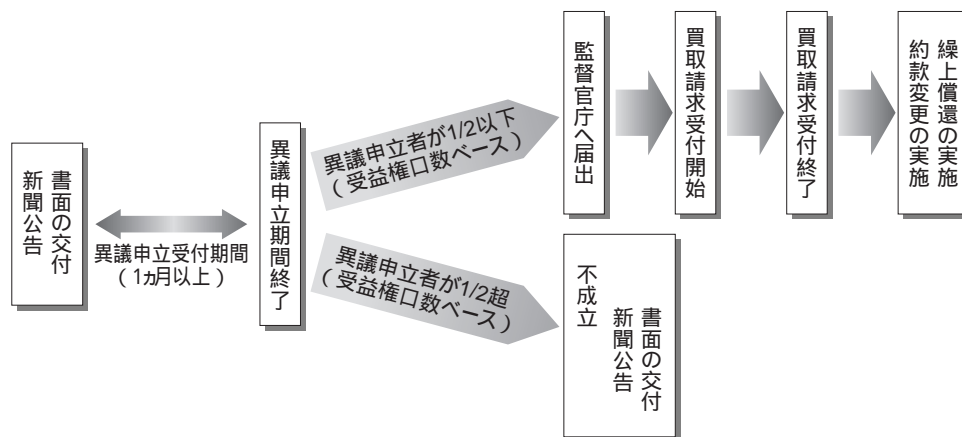 書面の交付
新聞公告
異議申立受付期間
（1ヵ月以上）
異議申立期間終了
異議申立者が1/2以下
（受益権口数ベース）
監督官庁へ届出
買取請求受付開始
買取請求受付終了
繰上償還の実施
約款変更の実施
異議申立者が1/2超
（受益権口数ベース）
不成立
書面の交付
新聞公告